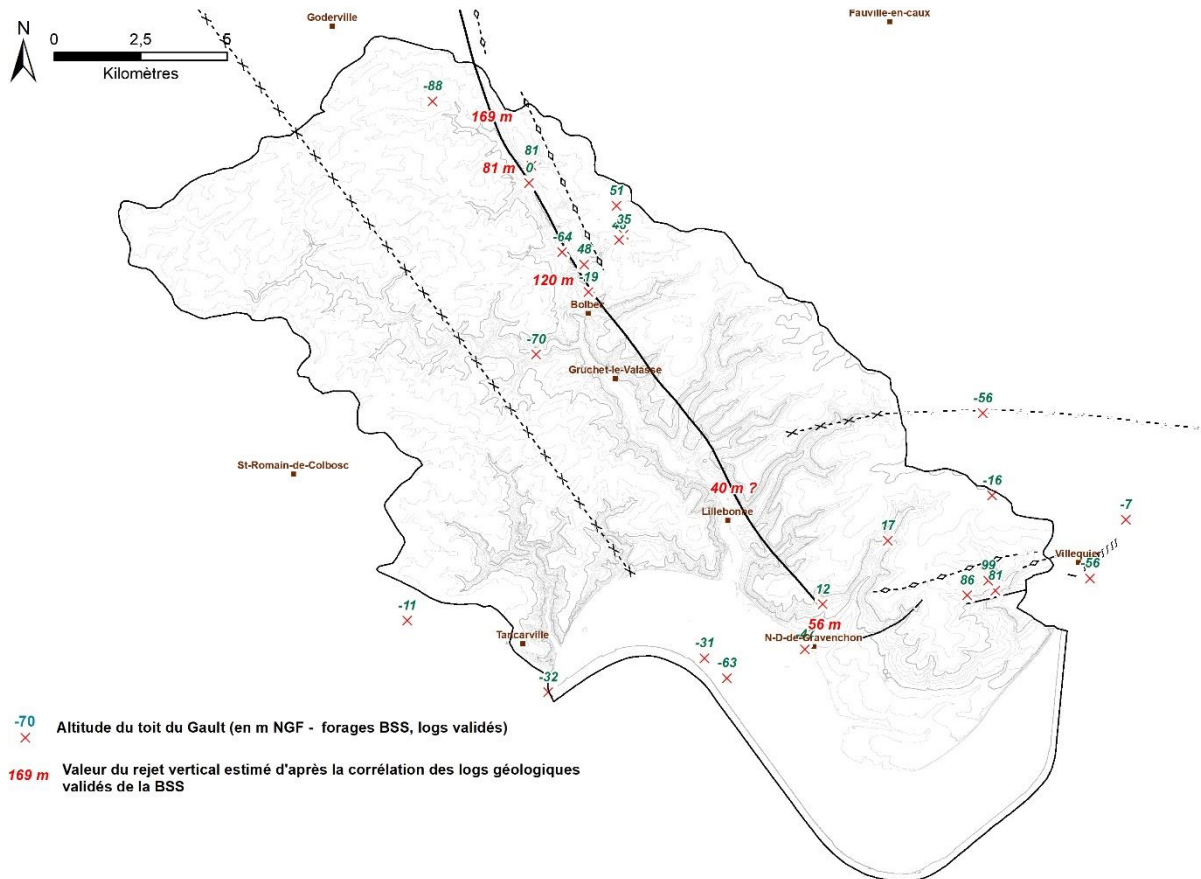 Goderville
Fauville-en-caux
N
0 2,5 5
Kilomètres
-88
169 m
81
81 m
0
51
35
-64
48
120 m
-19
Bolbec
-70
Gruchet-le-Valasse
-56
St-Romain-de-Colbosc
40 m ?
-16
Lillebonne
-7
17
Villequier
99
-56
86
81
12
-11
56 m
Tancarville
N-D-de-Gravenchon
-31
-63
-32
-70
Altitude du toit du Gault (en m NGF - forages BSS, logs validés)
169 m
Valeur du rejet vertical estimé d'après la corrélation des logs géologiques
validés de la BSS